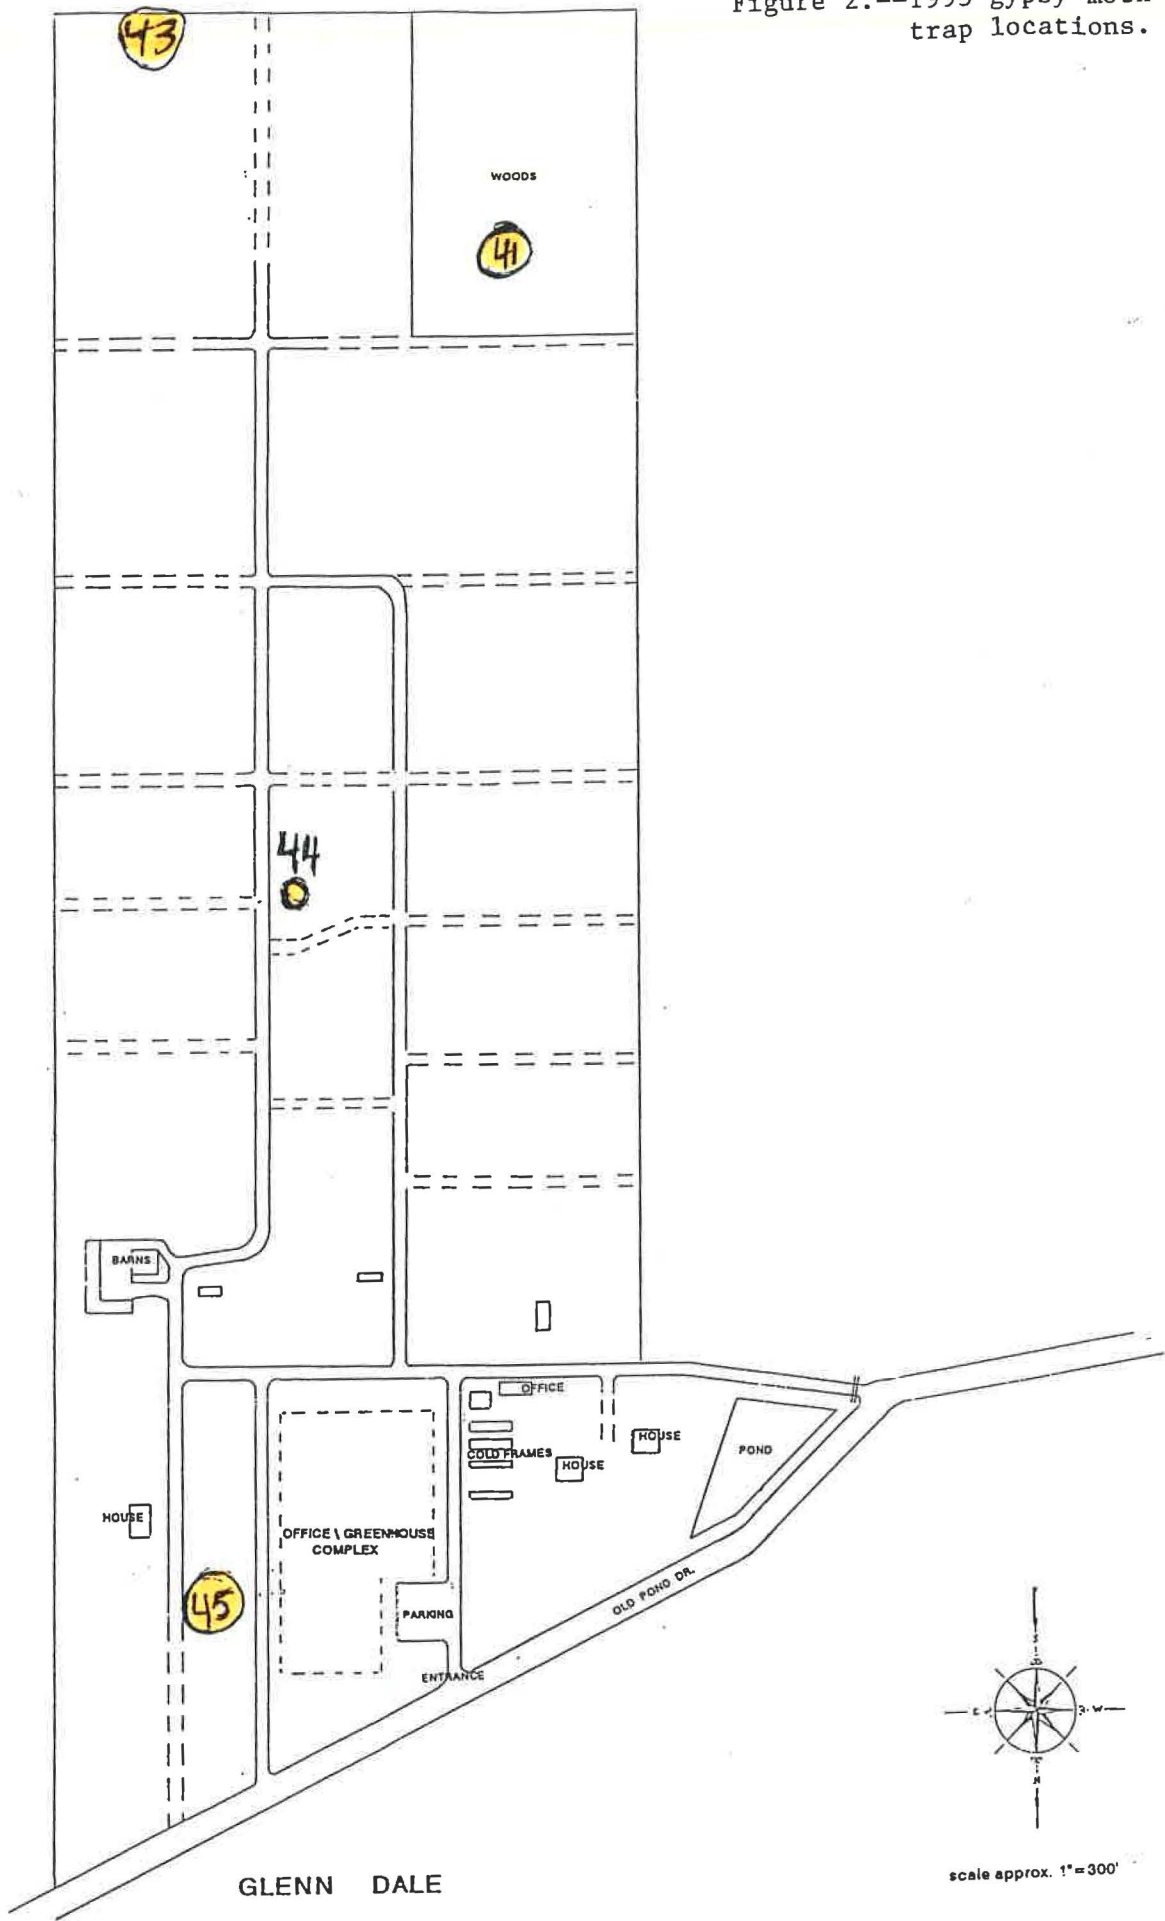 Figure 2.--1995 gypsy moth
trap locations.
43
WOODS
41
44
BARNS
OFFICE
COLD FRAMES
HOUSE
HOUSE
POND
HOUSE
OFFICE \ GREENHOUSE
COMPLEX
45
PARKING
OLD POND DR.
ENTRANCE
S
E
W
N
GLENN DALE
scale approx. 1"=300'